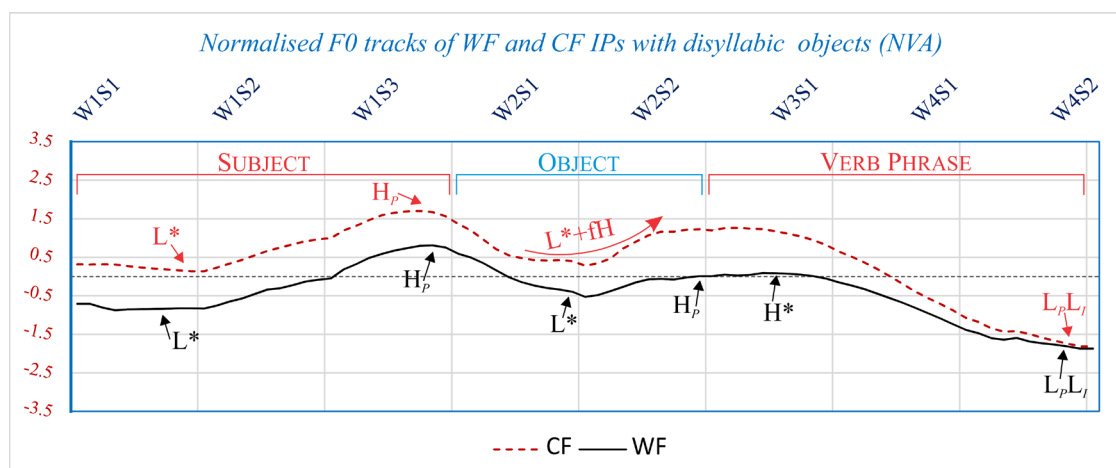 Normalised F0 tracks of WF and CF IPs with disyllabic objects (NVA)
W1S1 W1S2 W1S3 W2S1 W2S2 W3S1 W4S1 W4S2
3.5
SUBJECT OBJECT VERB PHRASE
2.5
HP
1.5
L* L*+fH
0.5
-0.5
HP HP H* LPLI
L* L*
-1.5
-2.5
LPLI
-3.5
CF WF